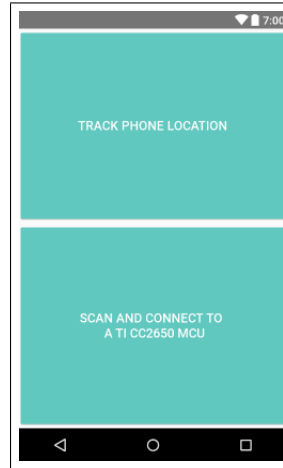 7:00
TRACK PHONE LOCATION
SCAN AND CONNECT TO
A TI CC2650 MCU